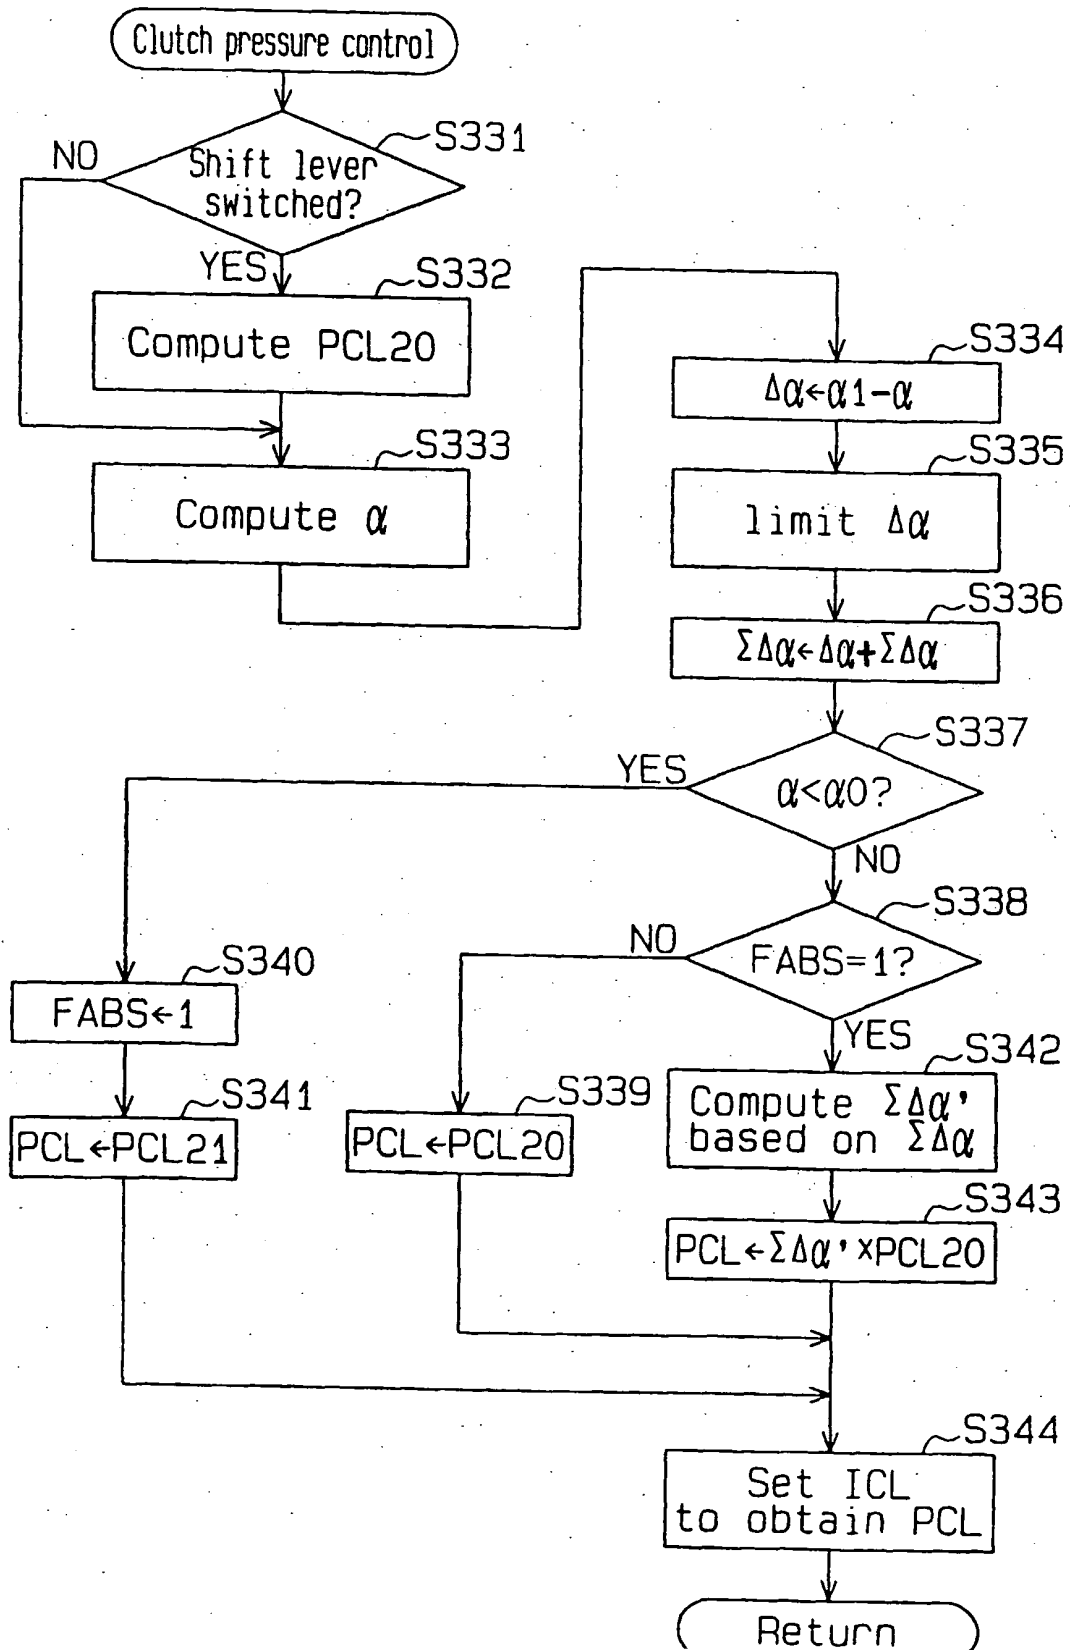 Clutch pressure control
S331
NO
Shift lever
switched?
YES
S332
Compute PCL20
S333
Compute α
S334
Δα←α1-α
S335
limit Δα
S336
ΣΔα←Δα+ΣΔα
S337
YES
α<α0?
NO
S338
NO
FABS=1?
YES
S340
FABS←1
S341
PCL←PCL21
S339
PCL←PCL20
S342
Compute ΣΔα'
based on ΣΔα
S343
PCL←ΣΔα'×PCL20
S344
Set ICL
to obtain PCL
Return